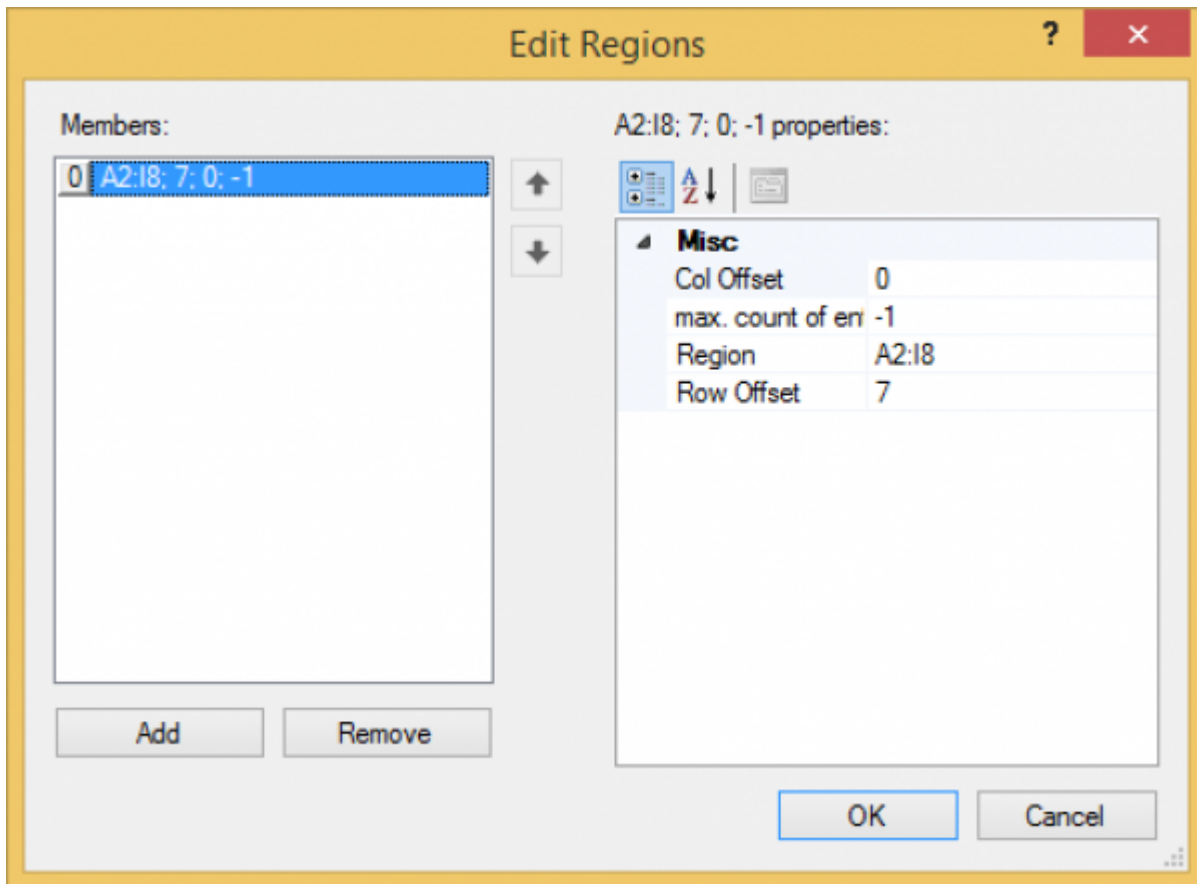 Edit Regions
?
Members:
A2:I8; 7; 0; -1 properties:
0 A2:I8; 7; 0; -1
A
Z
Misc
Col Offset 0
max. count of ent -1
Region A2:I8
Row Offset 7
Add
Remove
OK
Cancel